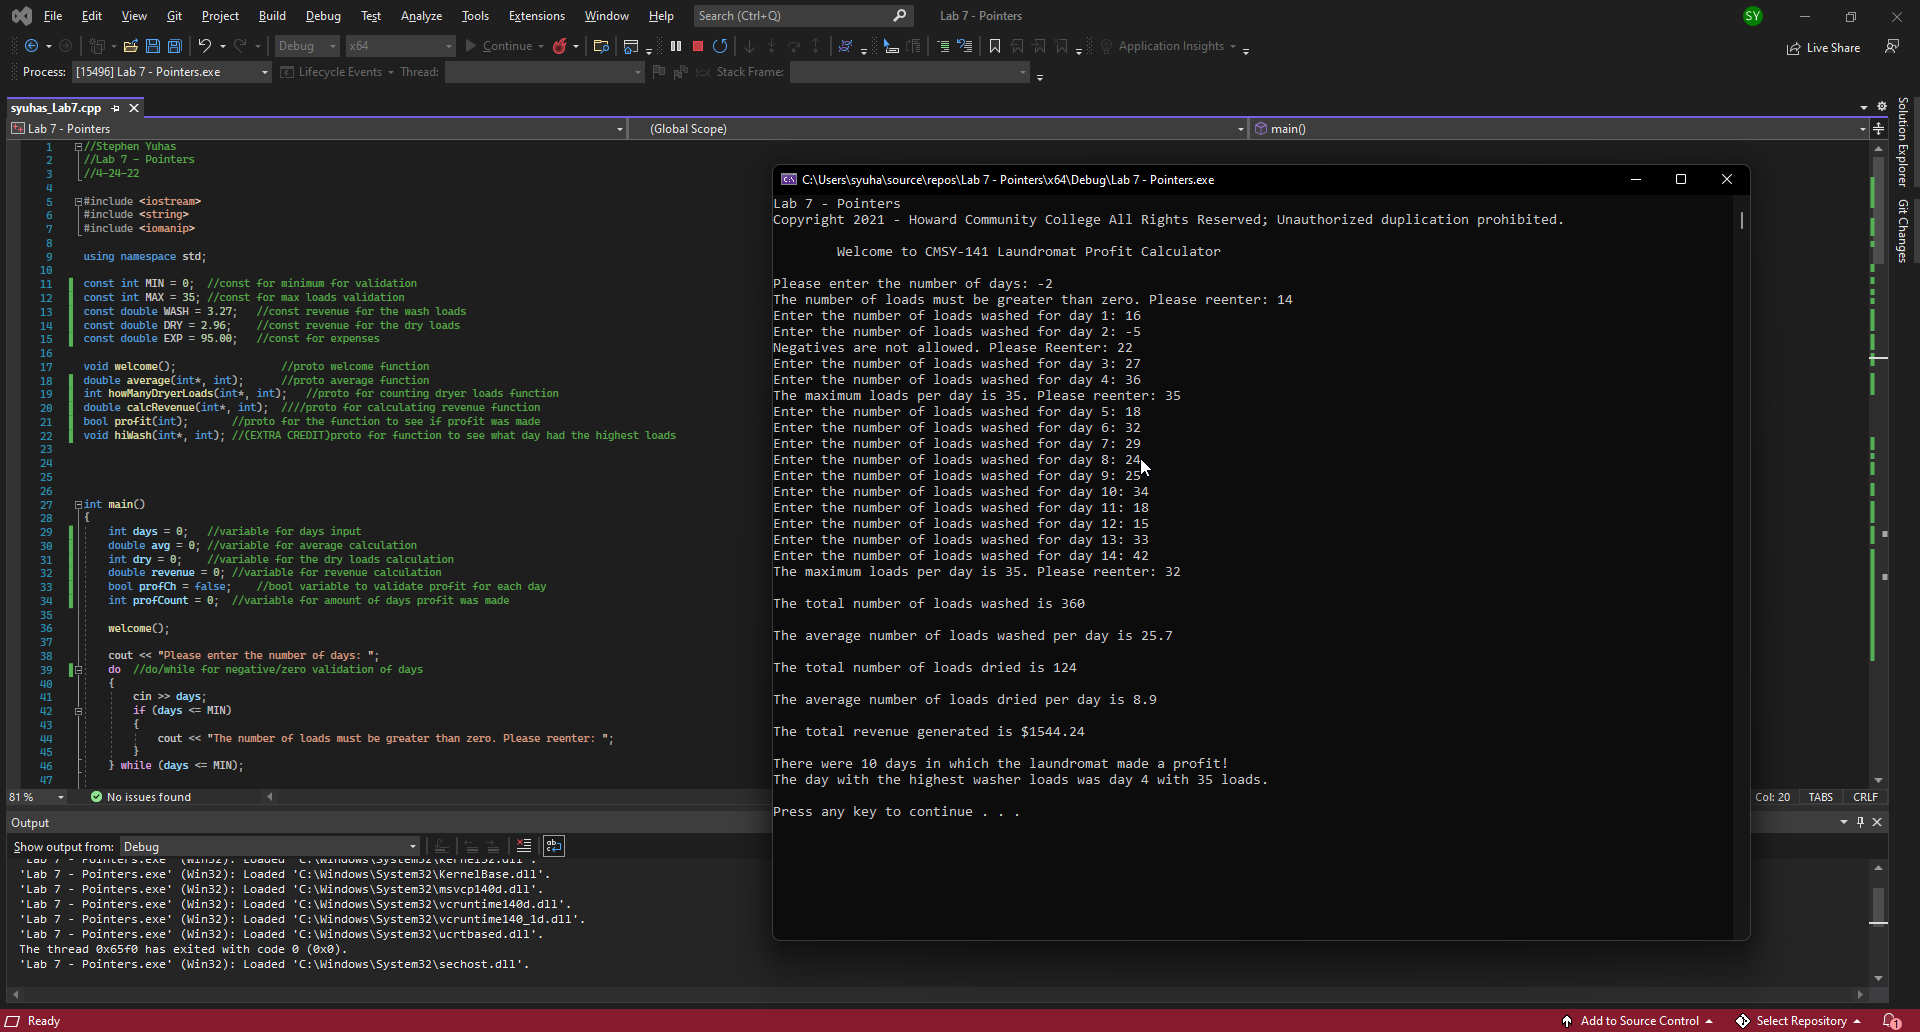 File Edit View Git Project Build Debug Test Analyze Tools Extensions Window Help Search (Ctrl+Q) Lab 7 - Pointers SY
Debug x64 Continue Application Insights Live Share
Process: [15496] Lab 7 - Pointers.exe Lifecycle Events Thread: Stack Frame:
syuhas_Lab7.cpp
Lab 7 - Pointers (Global Scope) main()
Solution Explorer
Git Changes
1 //Stephen Yuhas
2 //Lab 7 - Pointers
3 //4-24-22
4
5 #include <iostream>
6 #include <string>
7 #include <iomanip>
8
9 using namespace std;
10
11 const int MIN = 0; //const for minimum for validation
12 const int MAX = 35; //const for max loads validation
13 const double WASH = 3.27; //const revenue for the wash loads
14 const double DRY = 2.96; //const revenue for the dry loads
15 const double EXP = 95.00; //const for expenses
16
17 void welcome(); //proto welcome function
18 double average(int*, int); //proto average function
19 int howManyDryerLoads(int*, int); //proto for counting dryer loads function
20 double calcRevenue(int*, int); ////proto for calculating revenue function
21 bool profit(int); //proto for the function to see if profit was made
22 void hiWash(int*, int); //(EXTRA CREDIT)proto for function to see what day had the highest loads
23
24
25
26
27 int main()
28 {
29 int days = 0; //variable for days input
30 double avg = 0; //variable for average calculation
31 int dry = 0; //variable for the dry loads calculation
32 double revenue = 0; //variable for revenue calculation
33 bool profCh = false; //bool variable to validate profit for each day
34 int profCount = 0; //variable for amount of days profit was made
35
36 welcome();
37
38 cout << "Please enter the number of days: ";
39 do //do/while for negative/zero validation of days
40 {
41 cin >> days;
42 if (days <= MIN)
43 {
44 cout << "The number of loads must be greater than zero. Please reenter: ";
45 }
46 } while (days <= MIN);
47
81 % No issues found Col: 20 TABS CRLF
C:\Users\syuha\source\repos\Lab 7 - Pointers\x64\Debug\Lab 7 - Pointers.exe
Lab 7 - Pointers
Copyright 2021 - Howard Community College All Rights Reserved; Unauthorized duplication prohibited.
Welcome to CMSY-141 Laundromat Profit Calculator
Please enter the number of days: -2
The number of loads must be greater than zero. Please reenter: 14
Enter the number of loads washed for day 1: 16
Enter the number of loads washed for day 2: -5
Negatives are not allowed. Please Reenter: 22
Enter the number of loads washed for day 3: 27
Enter the number of loads washed for day 4: 36
The maximum loads per day is 35. Please reenter: 35
Enter the number of loads washed for day 5: 18
Enter the number of loads washed for day 6: 32
Enter the number of loads washed for day 7: 29
Enter the number of loads washed for day 8: 24
Enter the number of loads washed for day 9: 25
Enter the number of loads washed for day 10: 34
Enter the number of loads washed for day 11: 18
Enter the number of loads washed for day 12: 15
Enter the number of loads washed for day 13: 33
Enter the number of loads washed for day 14: 42
The maximum loads per day is 35. Please reenter: 32
The total number of loads washed is 360
The average number of loads washed per day is 25.7
The total number of loads dried is 124
The average number of loads dried per day is 8.9
The total revenue generated is $1544.24
There were 10 days in which the laundromat made a profit!
The day with the highest washer loads was day 4 with 35 loads.
Press any key to continue . . .
Output
Show output from: Debug
'Lab 7 - Pointers.exe' (Win32): Loaded 'C:\Windows\System32\kernel32.dll'.
'Lab 7 - Pointers.exe' (Win32): Loaded 'C:\Windows\System32\KernelBase.dll'.
'Lab 7 - Pointers.exe' (Win32): Loaded 'C:\Windows\System32\msvcp140d.dll'.
'Lab 7 - Pointers.exe' (Win32): Loaded 'C:\Windows\System32\vcruntime140d.dll'.
'Lab 7 - Pointers.exe' (Win32): Loaded 'C:\Windows\System32\vcruntime140_1d.dll'.
'Lab 7 - Pointers.exe' (Win32): Loaded 'C:\Windows\System32\ucrtbased.dll'.
The thread 0x65f0 has exited with code 0 (0x0).
'Lab 7 - Pointers.exe' (Win32): Loaded 'C:\Windows\System32\sechost.dll'.
Ready Add to Source Control Select Repository 1